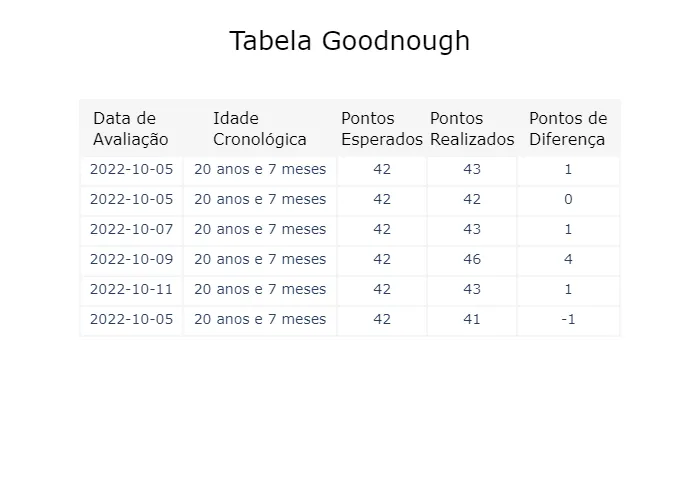 Tabela Goodnough
Data de Avaliação Idade Cronológica Pontos Esperados Pontos Realizados Pontos de Diferença
2022-10-05 20 anos e 7 meses 42 43 1
2022-10-05 20 anos e 7 meses 42 42 0
2022-10-07 20 anos e 7 meses 42 43 1
2022-10-09 20 anos e 7 meses 42 46 4
2022-10-11 20 anos e 7 meses 42 43 1
2022-10-05 20 anos e 7 meses 42 41 -1